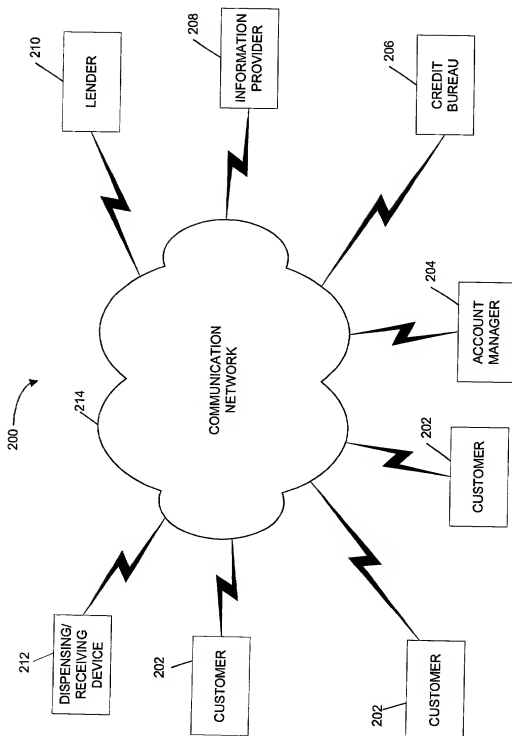 200
214
COMMUNICATION
NETWORK
210
LENDER
208
INFORMATION
PROVIDER
206
CREDIT
BUREAU
204
ACCOUNT
MANAGER
202
CUSTOMER
202
CUSTOMER
202
CUSTOMER
212
DISPENSING/
RECEIVING
DEVICE